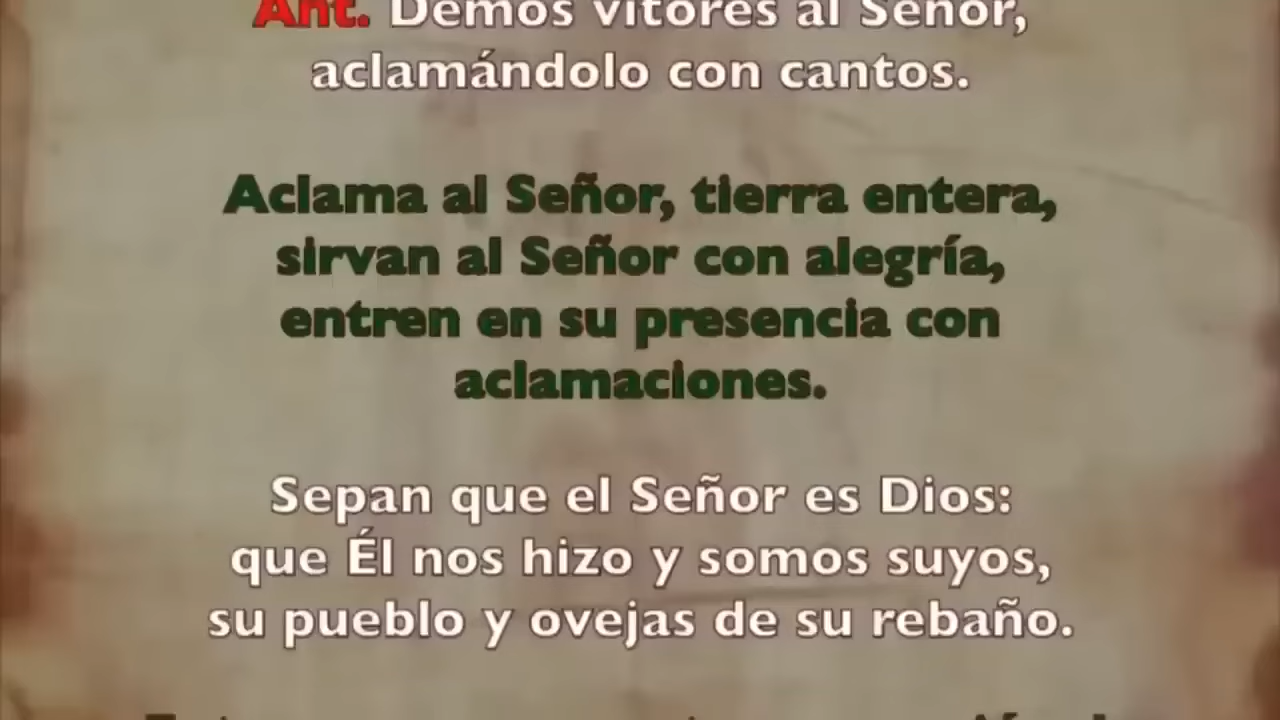 Ant. Demos vítores al Señor,
aclamándolo con cantos.
Aclama al Señor, tierra entera,
sirvan al Señor con alegría,
entren en su presencia con
aclamaciones.
Sepan que el Señor es Dios:
que Él nos hizo y somos suyos,
su pueblo y ovejas de su rebaño.